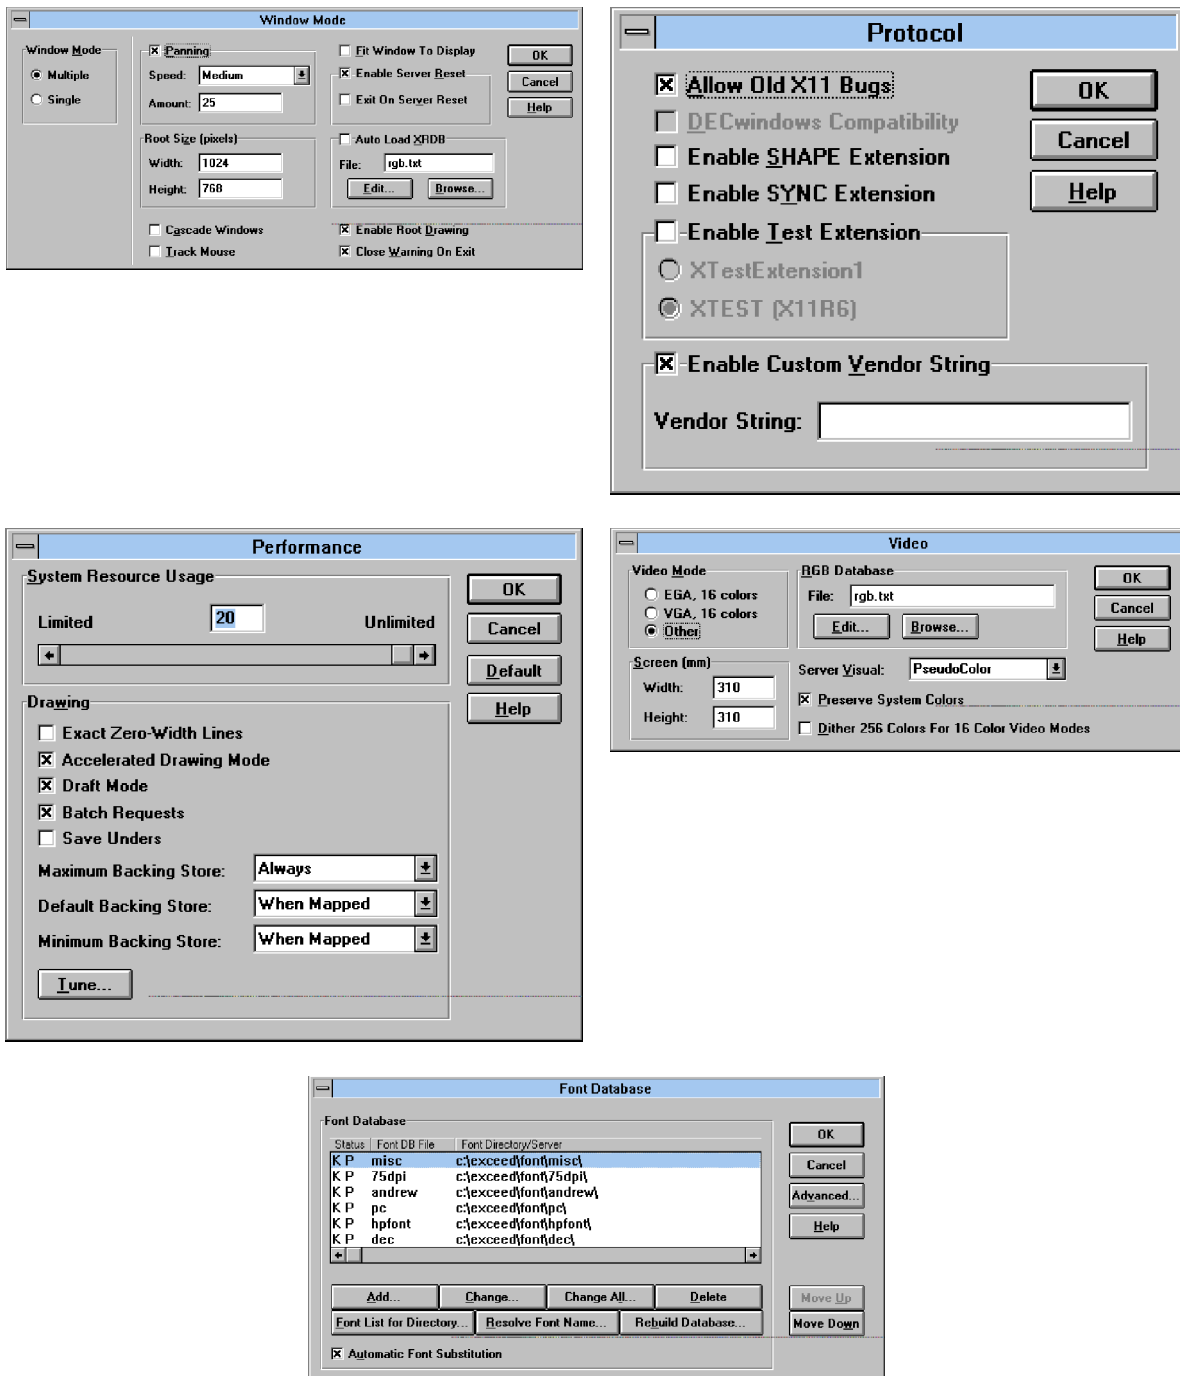 Window Mode
Window Mode
Multiple
Single
Panning
Speed: Medium
Amount: 25
Root Size (pixels)
Width: 1024
Height: 768
Cascade Windows
Track Mouse
Fit Window To Display
Enable Server Reset
Exit On Server Reset
Auto Load XRDB
File: rgb.txt
Edit... Browse...
Enable Root Drawing
Close Warning On Exit
OK
Cancel
Help
Protocol
Allow Old X11 Bugs
DECwindows Compatibility
Enable SHAPE Extension
Enable SYNC Extension
Enable Test Extension
XTestExtension1
XTEST (X11R6)
Enable Custom Vendor String
Vendor String:
OK
Cancel
Help
Performance
System Resource Usage
Limited 20 Unlimited
Drawing
Exact Zero-Width Lines
Accelerated Drawing Mode
Draft Mode
Batch Requests
Save Unders
Maximum Backing Store: Always
Default Backing Store: When Mapped
Minimum Backing Store: When Mapped
Tune...
OK
Cancel
Default
Help
Video
Video Mode
EGA, 16 colors
VGA, 16 colors
Other
Screen (mm)
Width: 310
Height: 310
RGB Database
File: rgb.txt
Edit... Browse...
Server Visual: PseudoColor
Preserve System Colors
Dither 256 Colors For 16 Color Video Modes
OK
Cancel
Help
Font Database
Font Database
Status Font DB File Font Directory/Server
K P misc c:\exceed\font\misc\
K P 75dpi c:\exceed\font\75dpi\
K P andrew c:\exceed\font\andrew\
K P pc c:\exceed\font\pc\
K P hpfont c:\exceed\font\hpfont\
K P dec c:\exceed\font\dec\
Add... Change... Change All... Delete
Font List for Directory... Resolve Font Name... Rebuild Database...
Automatic Font Substitution
OK
Cancel
Advanced...
Help
Move Up
Move Down